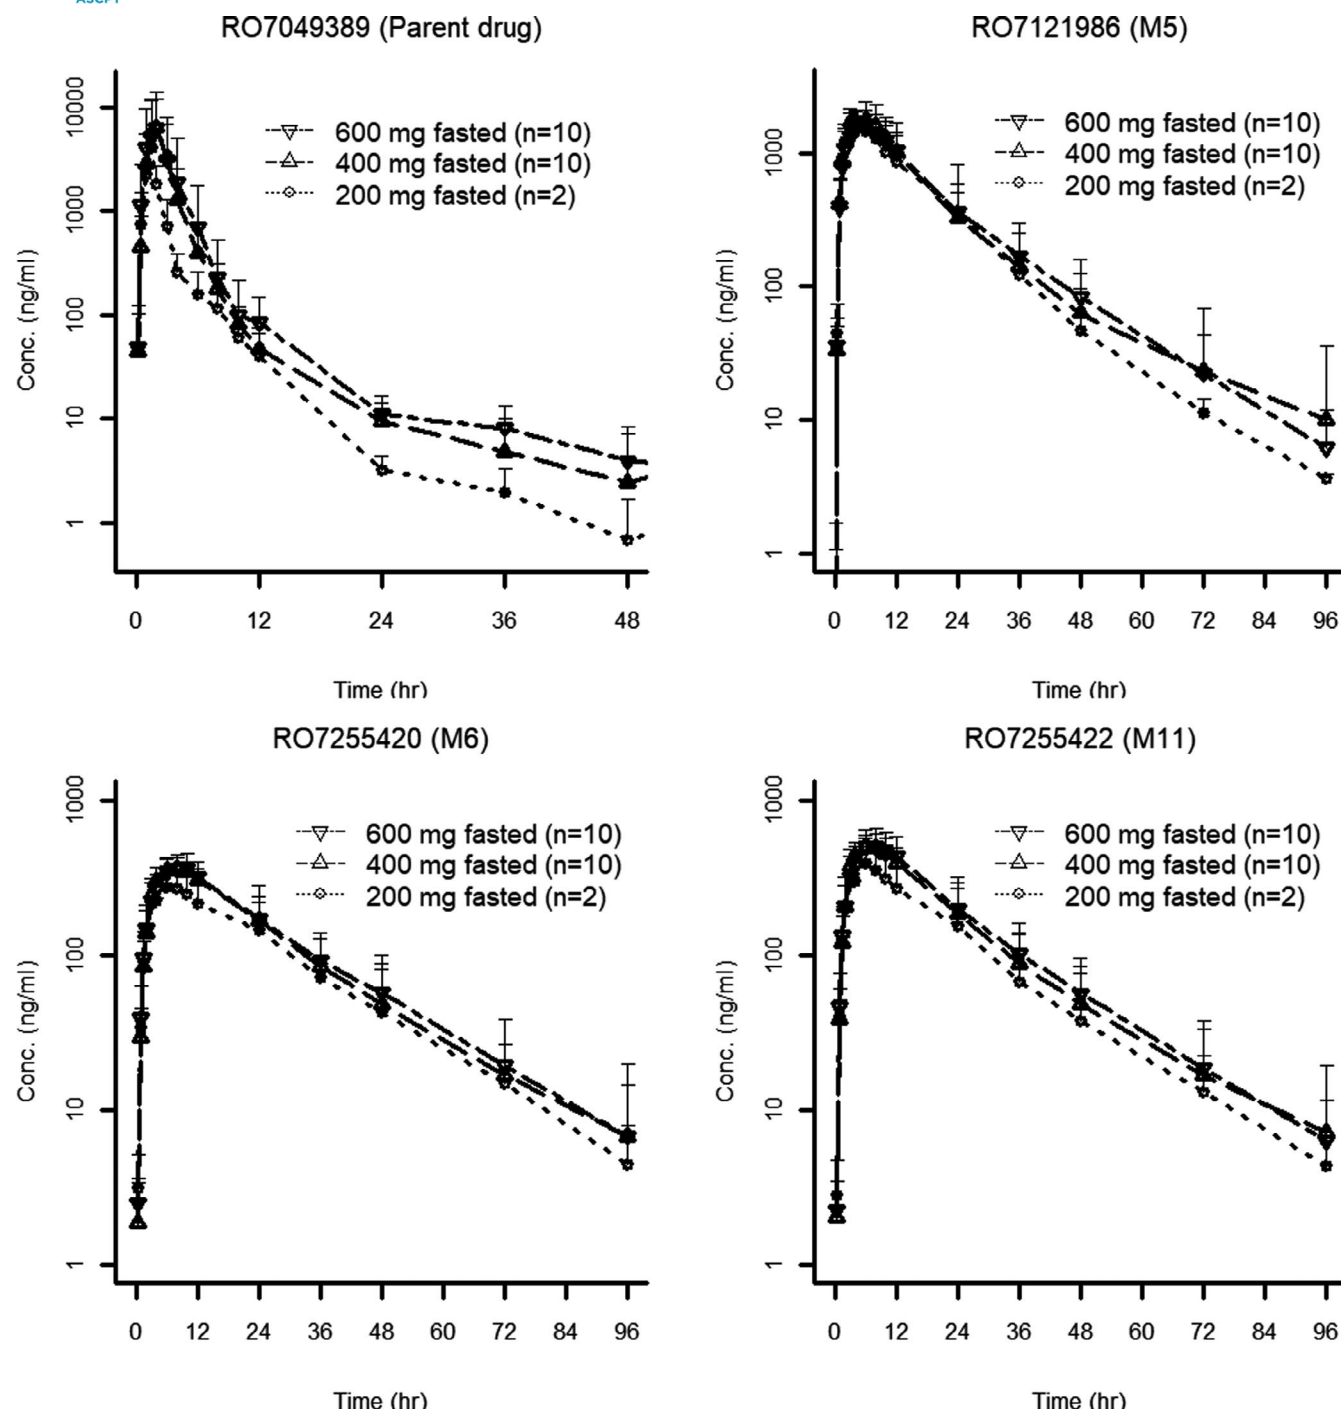 ASCPT
RO7049389 (Parent drug)
10000
1000
100
10
1
Conc. (ng/ml)
600 mg fasted (n=10)
400 mg fasted (n=10)
200 mg fasted (n=2)
0 12 24 36 48
Time (hr)
RO7121986 (M5)
1000
100
10
1
Conc. (ng/ml)
600 mg fasted (n=10)
400 mg fasted (n=10)
200 mg fasted (n=2)
0 12 24 36 48 60 72 84 96
Time (hr)
RO7255420 (M6)
1000
100
10
1
Conc. (ng/ml)
600 mg fasted (n=10)
400 mg fasted (n=10)
200 mg fasted (n=2)
0 12 24 36 48 60 72 84 96
Time (hr)
RO7255422 (M11)
1000
100
10
1
Conc. (ng/ml)
600 mg fasted (n=10)
400 mg fasted (n=10)
200 mg fasted (n=2)
0 12 24 36 48 60 72 84 96
Time (hr)